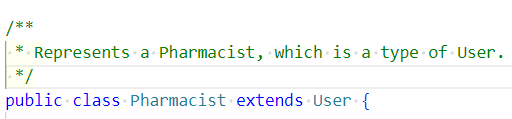 /**
 * Represents a Pharmacist, which is a type of User.
 */
public class Pharmacist extends User {